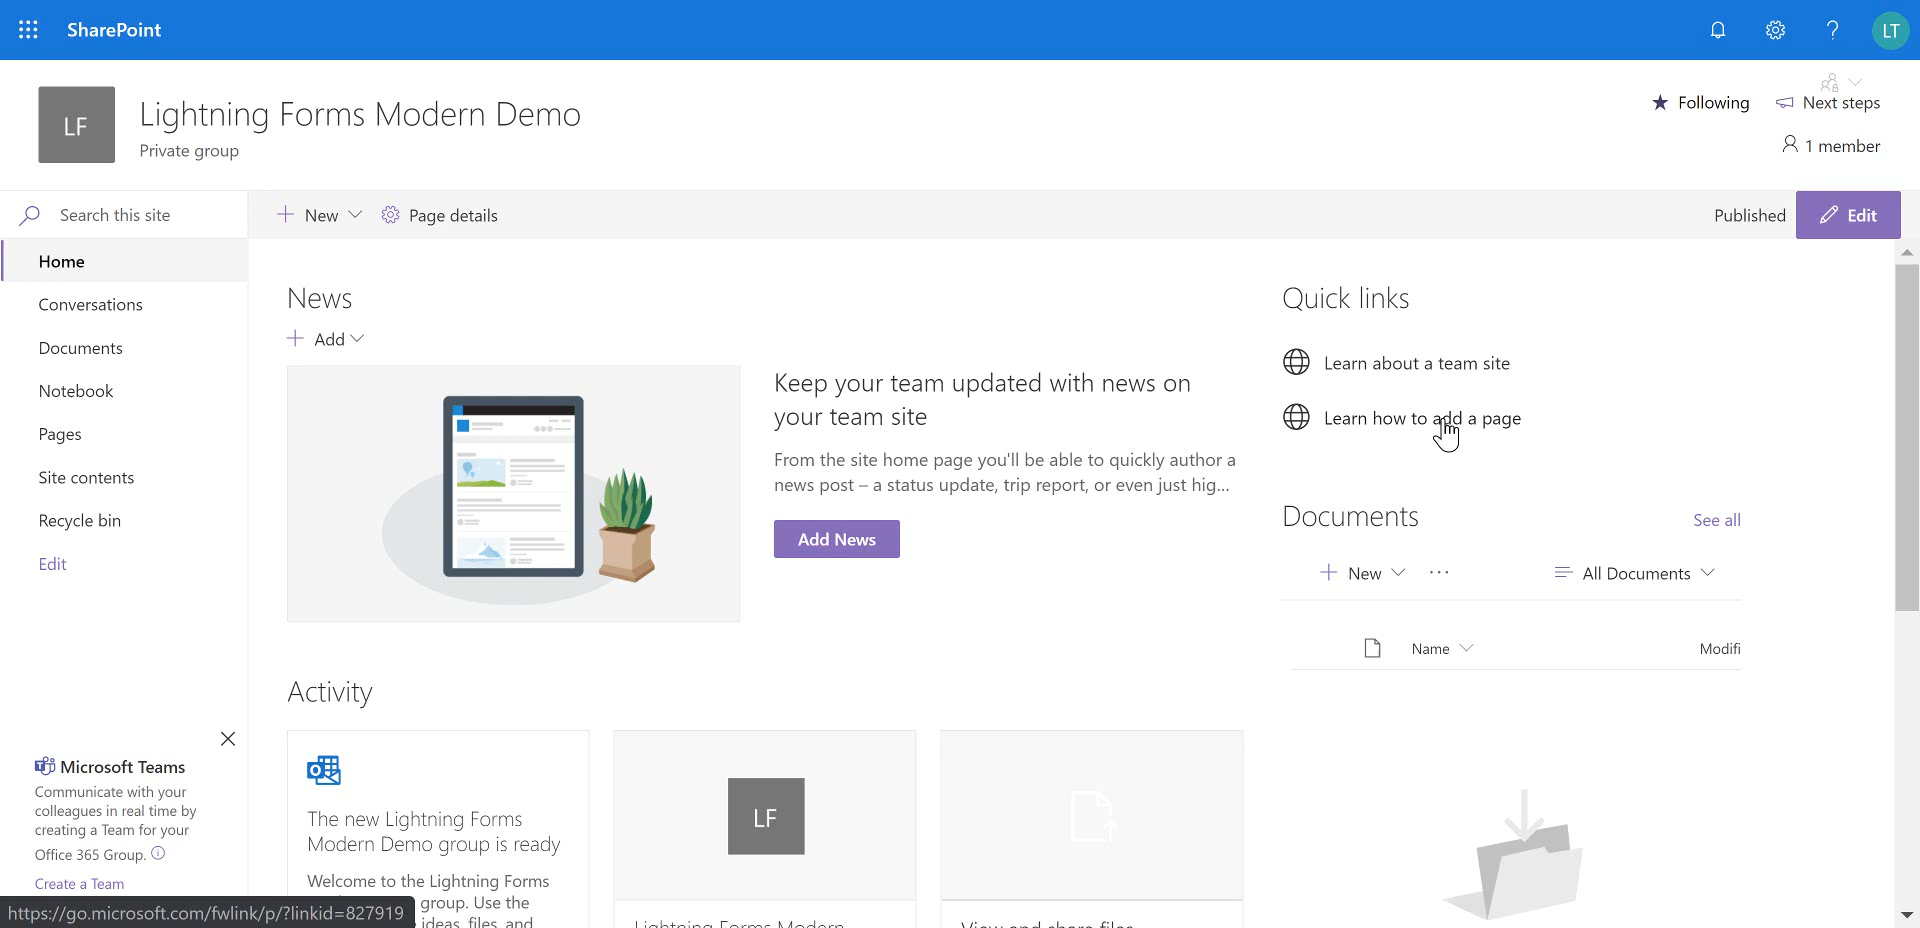 SharePoint
LT
LF
Lightning Forms Modern Demo
Private group
Following
Next steps
1 member
Search this site
New
Page details
Published
Edit
Home
Conversations
Documents
Notebook
Pages
Site contents
Recycle bin
Edit
News
Add
Keep your team updated with news on
your team site
From the site home page you'll be able to quickly author a
news post – a status update, trip report, or even just hig...
Add News
Quick links
Learn about a team site
Learn how to add a page
Documents
See all
New
All Documents
Name
Modifi
Activity
The new Lightning Forms
Modern Demo group is ready
Welcome to the Lightning Forms
group. Use the
ideas, files, and
LF
Lightning Forms Modern
View and share files
Microsoft Teams
Communicate with your
colleagues in real time by
creating a Team for your
Office 365 Group.
Create a Team
https://go.microsoft.com/fwlink/p/?linkid=827919